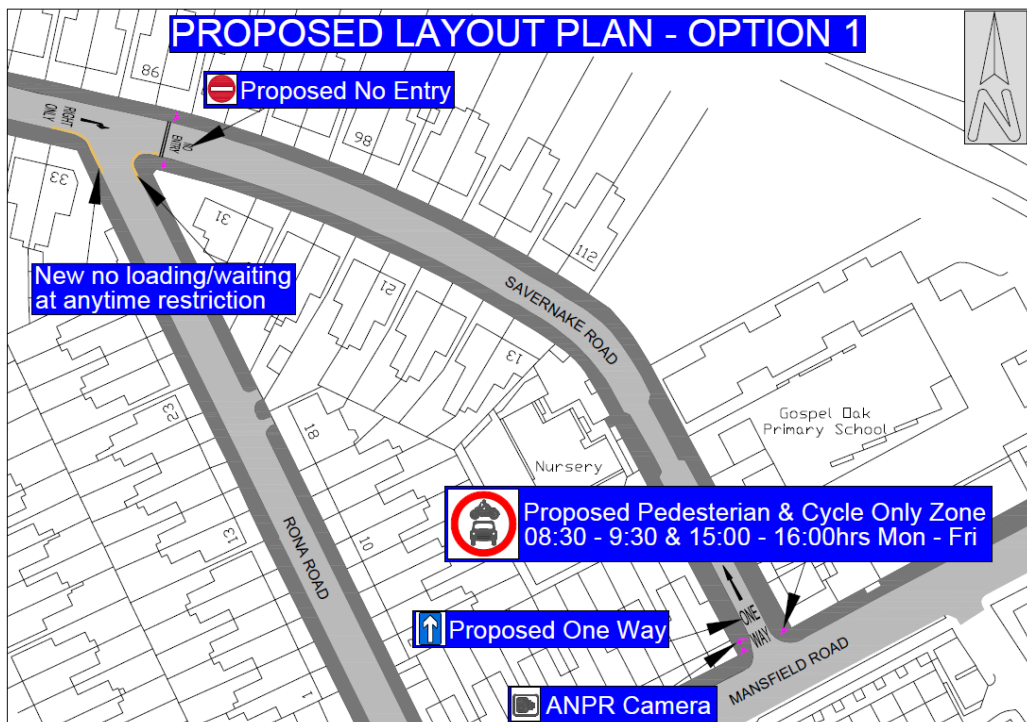 PROPOSED LAYOUT PLAN - OPTION 1
86
Proposed No Entry
N
RIGHT
ONLY
NO
ENTRY
98
33
31
112
New no loading/waiting
at anytime restriction
21
SAVERNAKE ROAD
13
23
18
Gospel Oak
Primary School
Nursery
Proposed Pedesterian & Cycle Only Zone
08:30 - 9:30 & 15:00 - 16:00hrs Mon - Fri
RONA ROAD
13
10
ONE
WAY
Proposed One Way
MANSFIELD ROAD
1
ANPR Camera